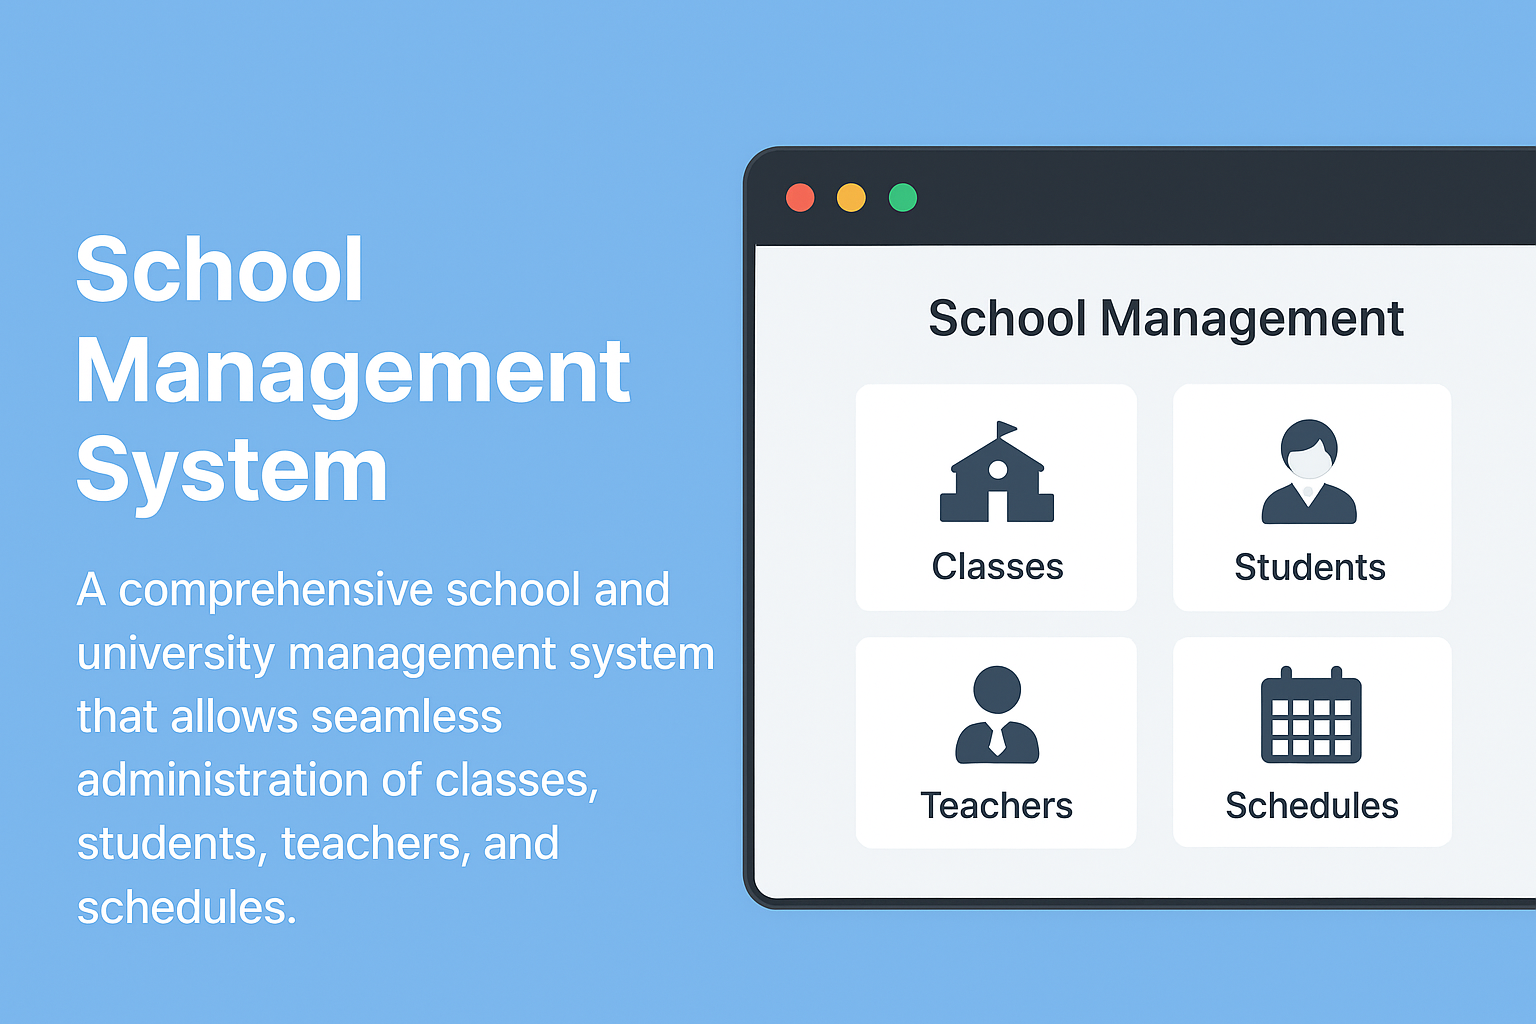 School
Management
System
A comprehensive school and
university management system
that allows seamless
administration of classes,
students, teachers, and
schedules.
School Management
Classes
Students
Teachers
Schedules